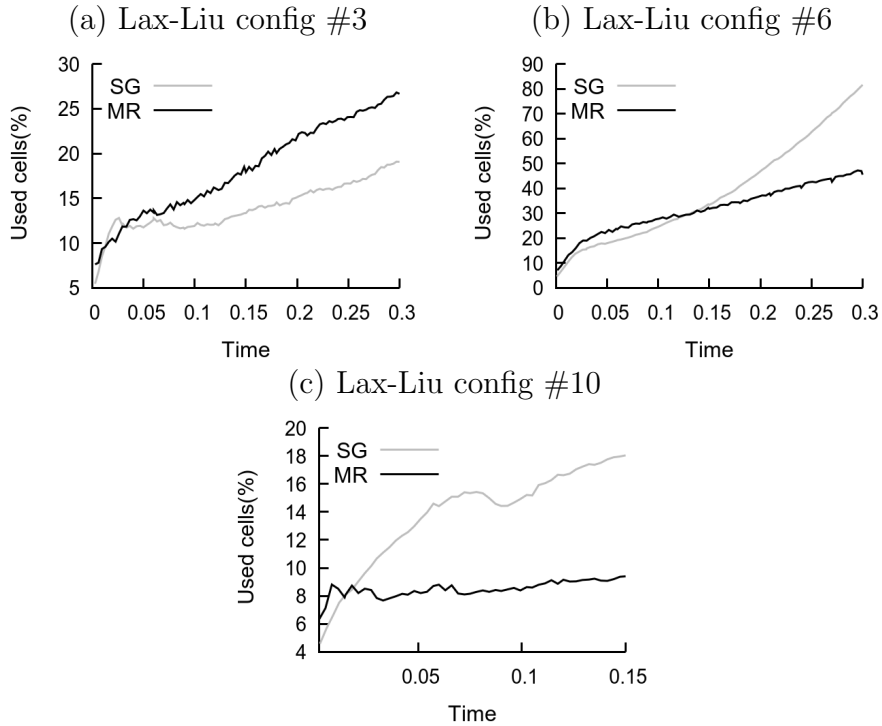 (a) Lax-Liu config #3
30
25
20
15
10
5
Used cells(%)
SG
MR
0 0.05 0.1 0.15 0.2 0.25 0.3
Time
(b) Lax-Liu config #6
90
80
70
60
50
40
30
20
10
0
Used cells(%)
SG
MR
0 0.05 0.1 0.15 0.2 0.25 0.3
Time
(c) Lax-Liu config #10
20
18
16
14
12
10
8
6
4
Used cells(%)
SG
MR
0.05 0.1 0.15
Time